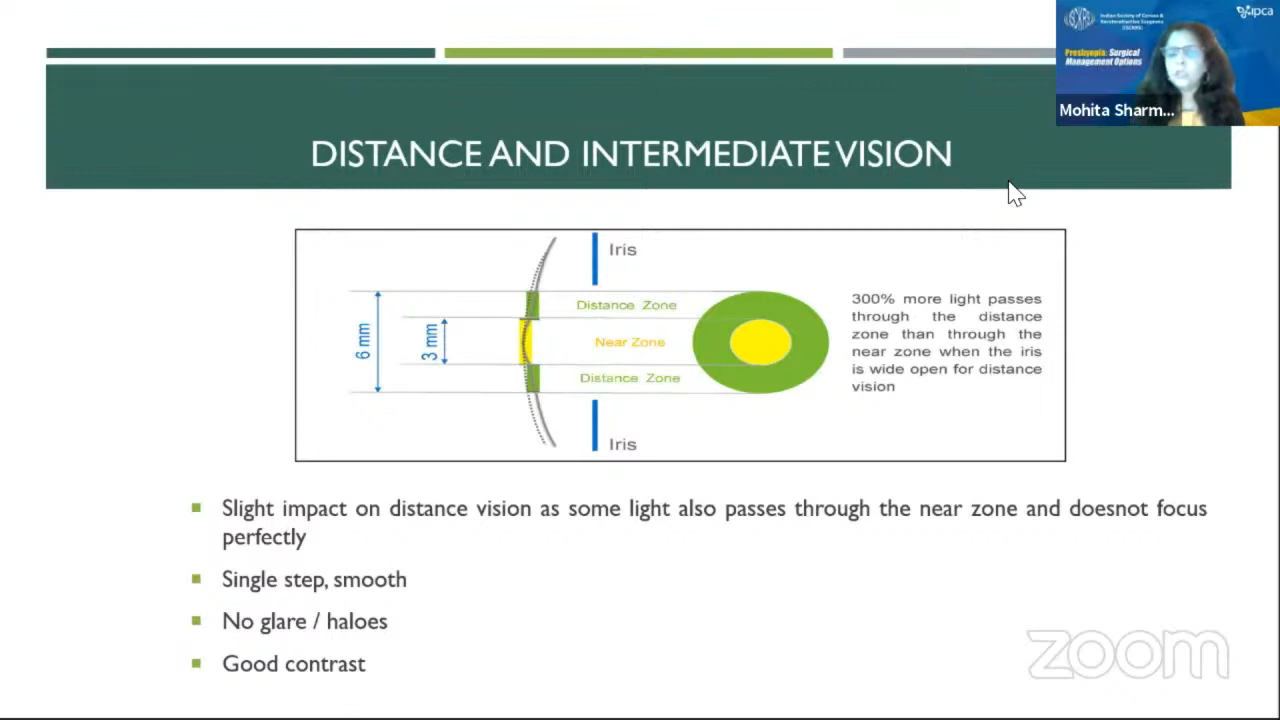 Indian Society of Cornea &
Keratorefractive Surgeons
(ISCKRS)
ipca
Presbyopia: Surgical
Management Options
Mohita Sharm...
DISTANCE AND INTERMEDIATE VISION
Iris
Distance Zone
Near Zone
Distance Zone
Iris
6 mm
3 mm
300% more light passes
through the distance
zone than through the
near zone when the iris
is wide open for distance
vision
Slight impact on distance vision as some light also passes through the near zone and doesnot focus
perfectly
Single step, smooth
No glare / haloes
Good contrast
zoom